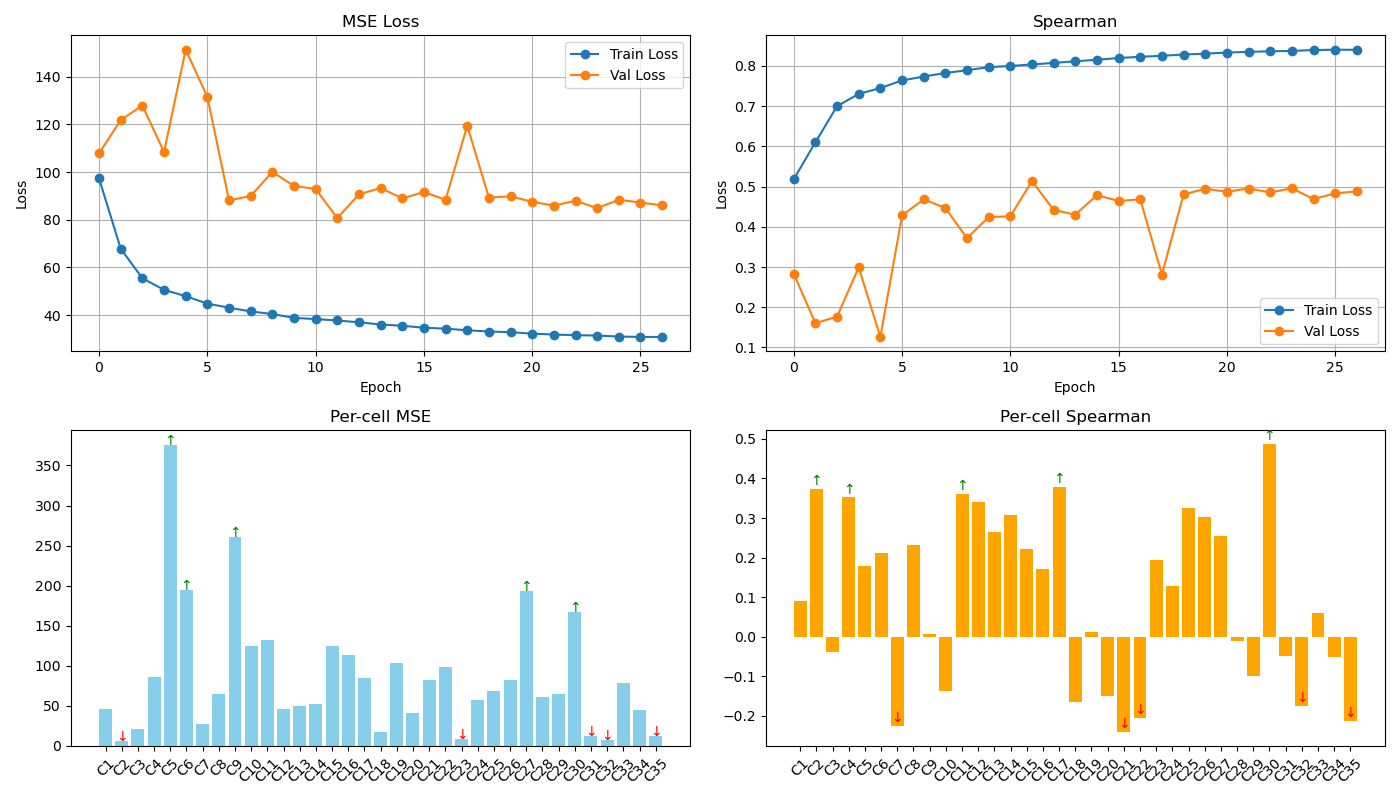 MSE Loss
Loss
140
120
100
80
60
40
Train Loss
Val Loss
0 5 10 15 20 25
Epoch
Spearman
Loss
0.8
0.7
0.6
0.5
0.4
0.3
0.2
0.1
Train Loss
Val Loss
0 5 10 15 20 25
Epoch
Per-cell MSE
350
300
250
200
150
100
50
0
↑ ↑ ↑ ↑ ↑
↓ ↓ ↓ ↓ ↓
C1 C2 C3 C4 C5 C6 C7 C8 C9 C10 C11 C12 C13 C14 C15 C16 C17 C18 C19 C20 C21 C22 C23 C24 C25 C26 C27 C28 C29 C30 C31 C32 C33 C34 C35
Per-cell Spearman
0.5
0.4
0.3
0.2
0.1
0.0
−0.1
−0.2
↑ ↑ ↑ ↑ ↑
↓ ↓ ↓ ↓ ↓
C1 C2 C3 C4 C5 C6 C7 C8 C9 C10 C11 C12 C13 C14 C15 C16 C17 C18 C19 C20 C21 C22 C23 C24 C25 C26 C27 C28 C29 C30 C31 C32 C33 C34 C35